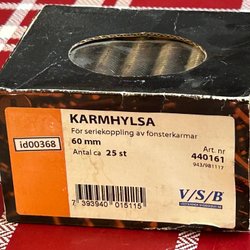 KARMHYLSA
För seriekoppling av fönsterkarmar
60 mm
Antal ca 25 st
Art. nr
440161
943/981117
id00368
V/S/B
7 393940 015115